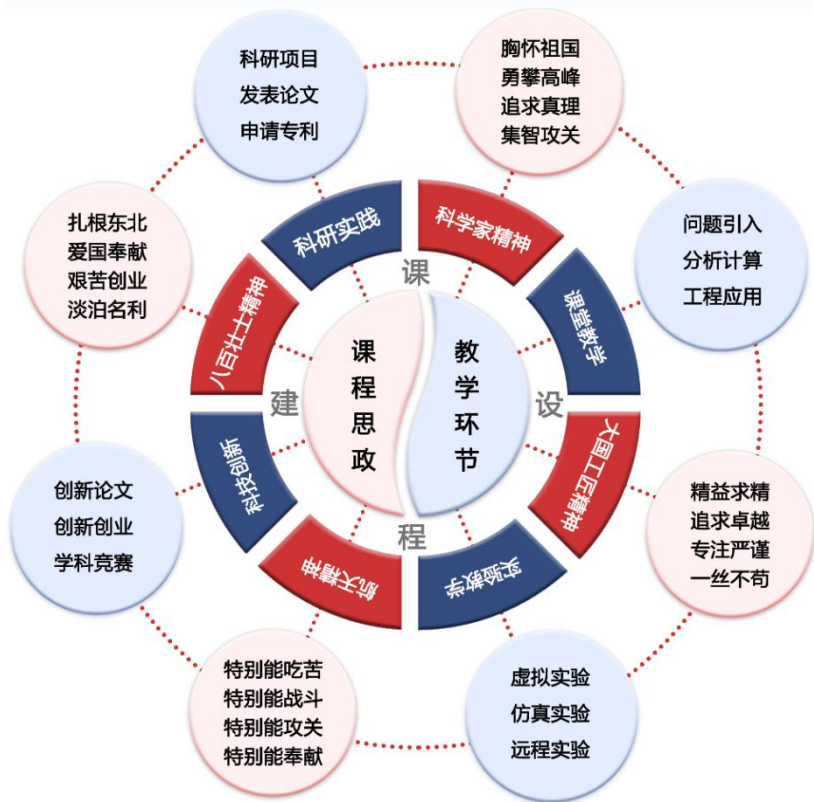 科研项目
发表论文
申请专利
胸怀祖国
勇攀高峰
追求真理
集智攻关
扎根东北
爱国奉献
艰苦创业
淡泊名利
科研实践
科学家精神
问题引入
分析计算
工程应用
八百壮士精神
课堂教学
课
建
设
程
课程思政
教学环节
科技创新
大国工匠精神
创新论文
创新创业
学科竞赛
精益求精
追求卓越
专注严谨
一丝不苟
航天精神
实验教学
特别能吃苦
特别能战斗
特别能攻关
特别能奉献
虚拟实验
仿真实验
远程实验